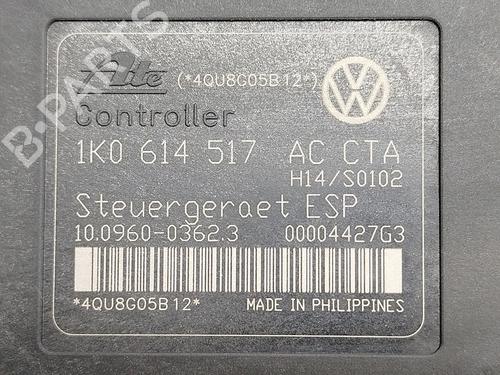 Ate (*4QU8G05B12*)
Controller
1K0 614 517 AC CTA
H14/S0102
Steuergeraet ESP
10.0960-0362.3 00004427G3
*4QU8G05B12* MADE IN PHILIPPINES
B-PARTS